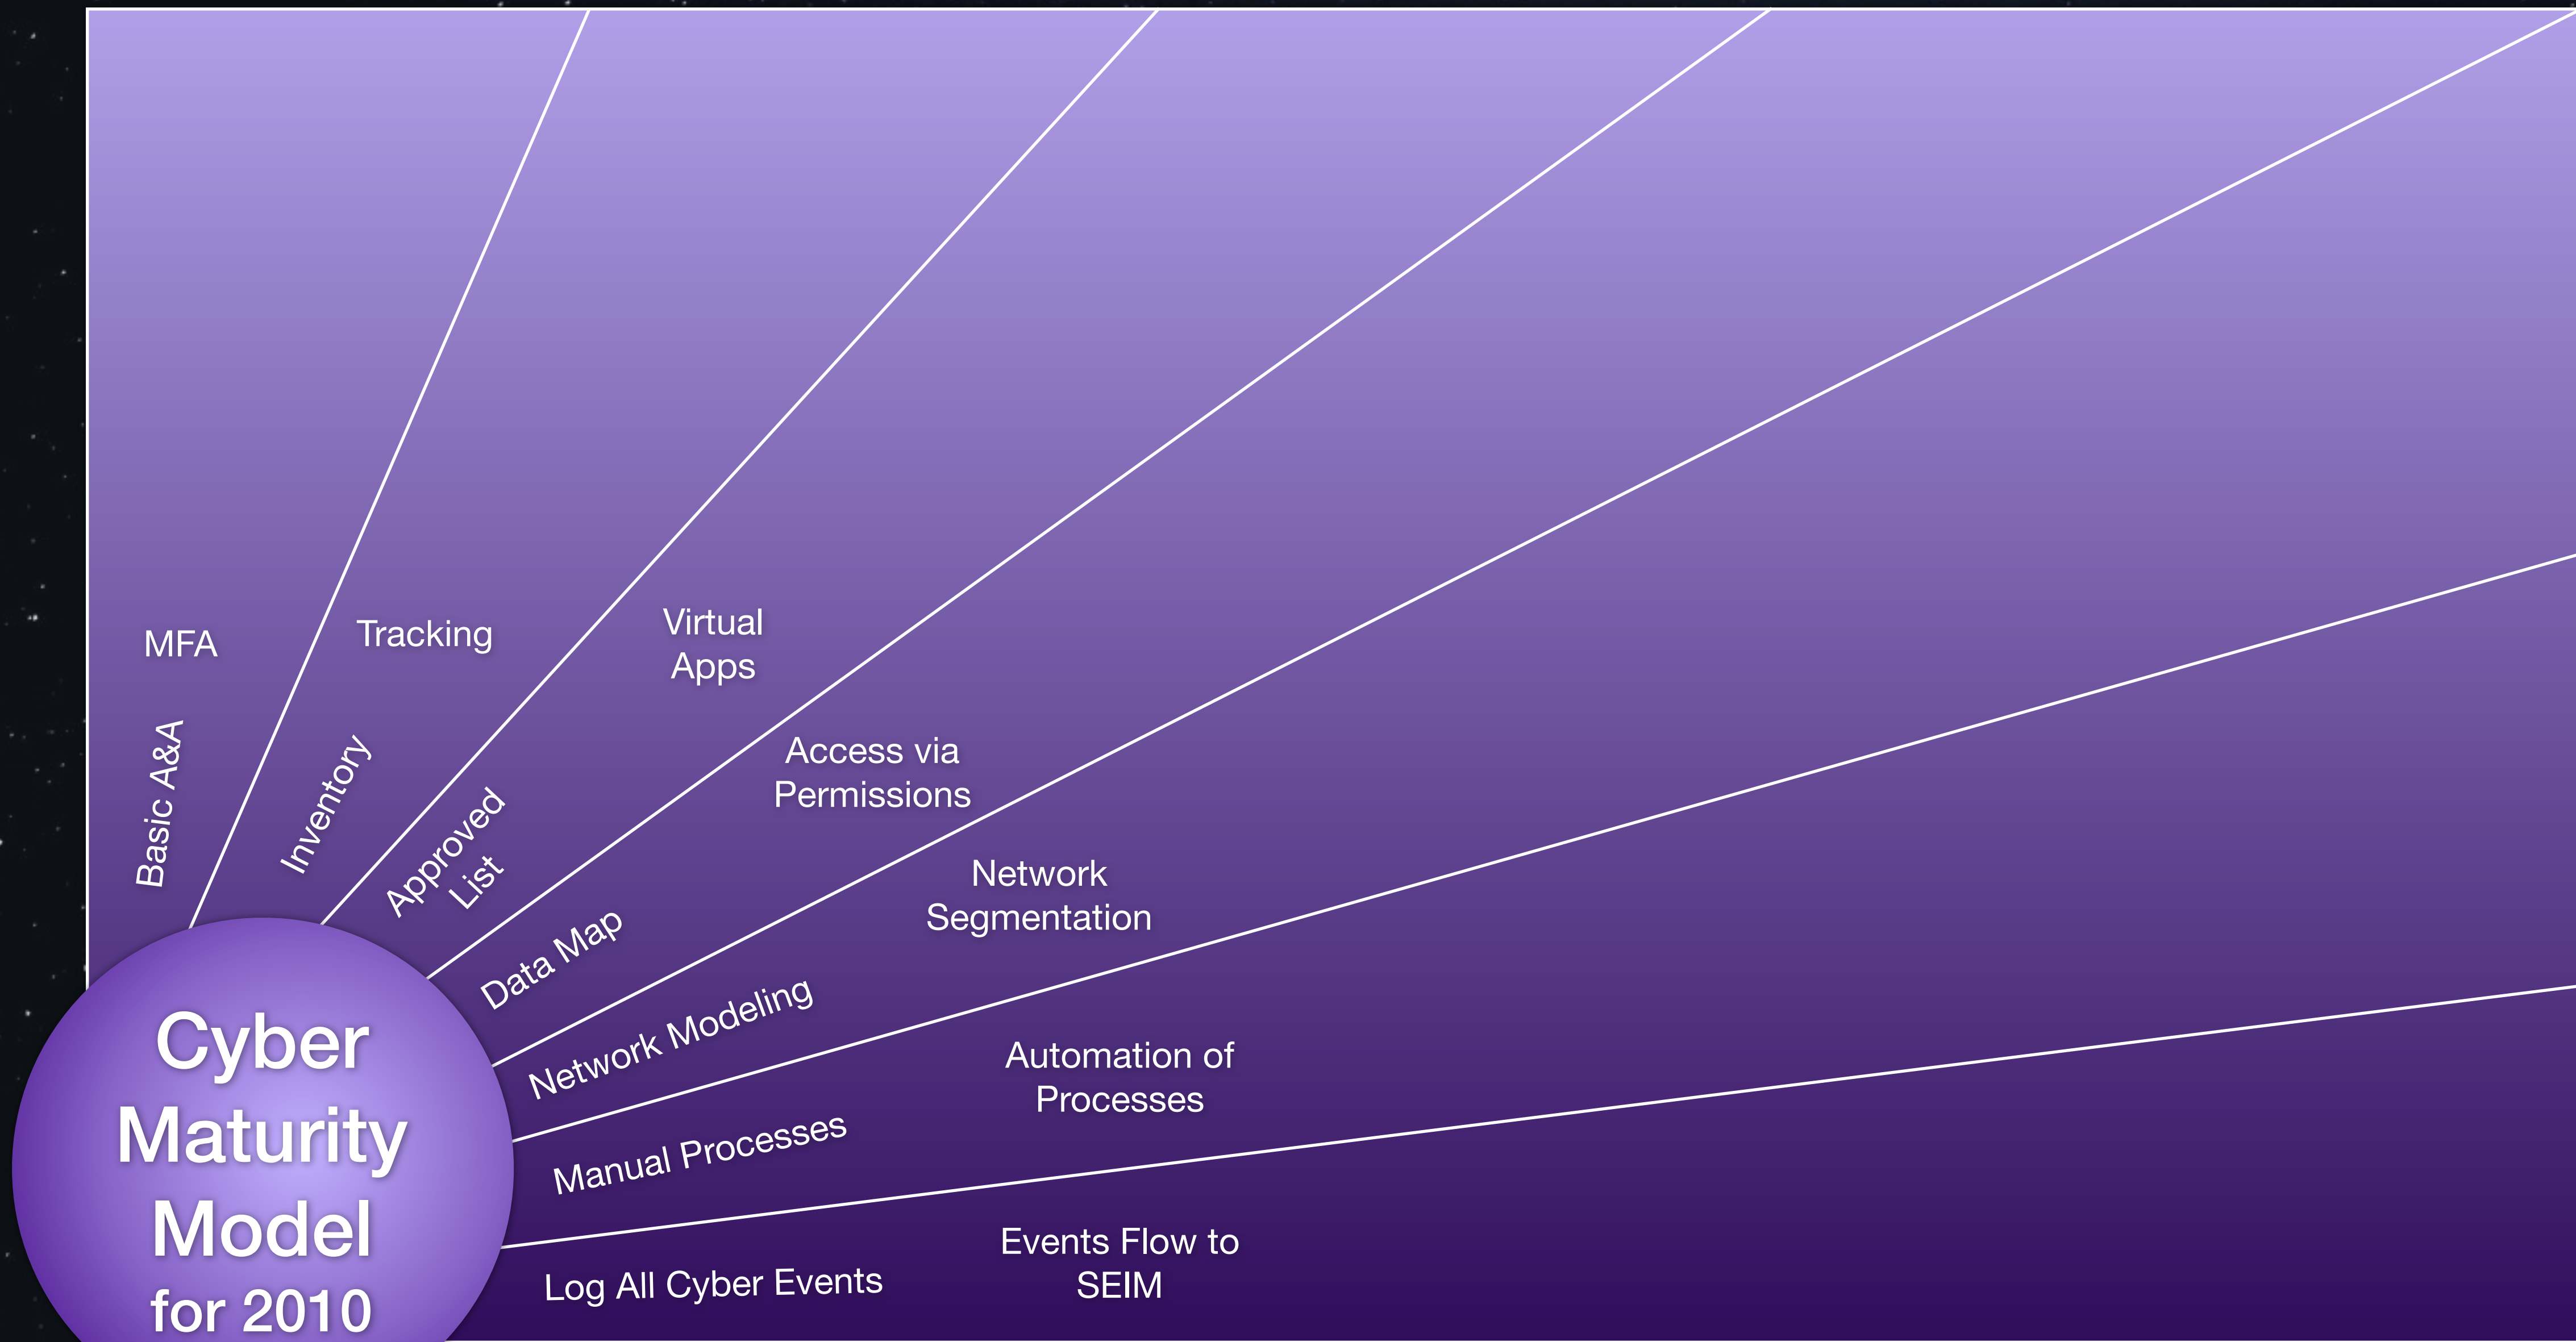 MFA
Tracking
Virtual
Apps
Basic A&A
Inventory
Approved
List
Access via
Permissions
Data Map
Network
Segmentation
Network Modeling
Automation of
Processes
Manual Processes
Events Flow to
SEIM
Log All Cyber Events
Cyber
Maturity
Model
for 2010